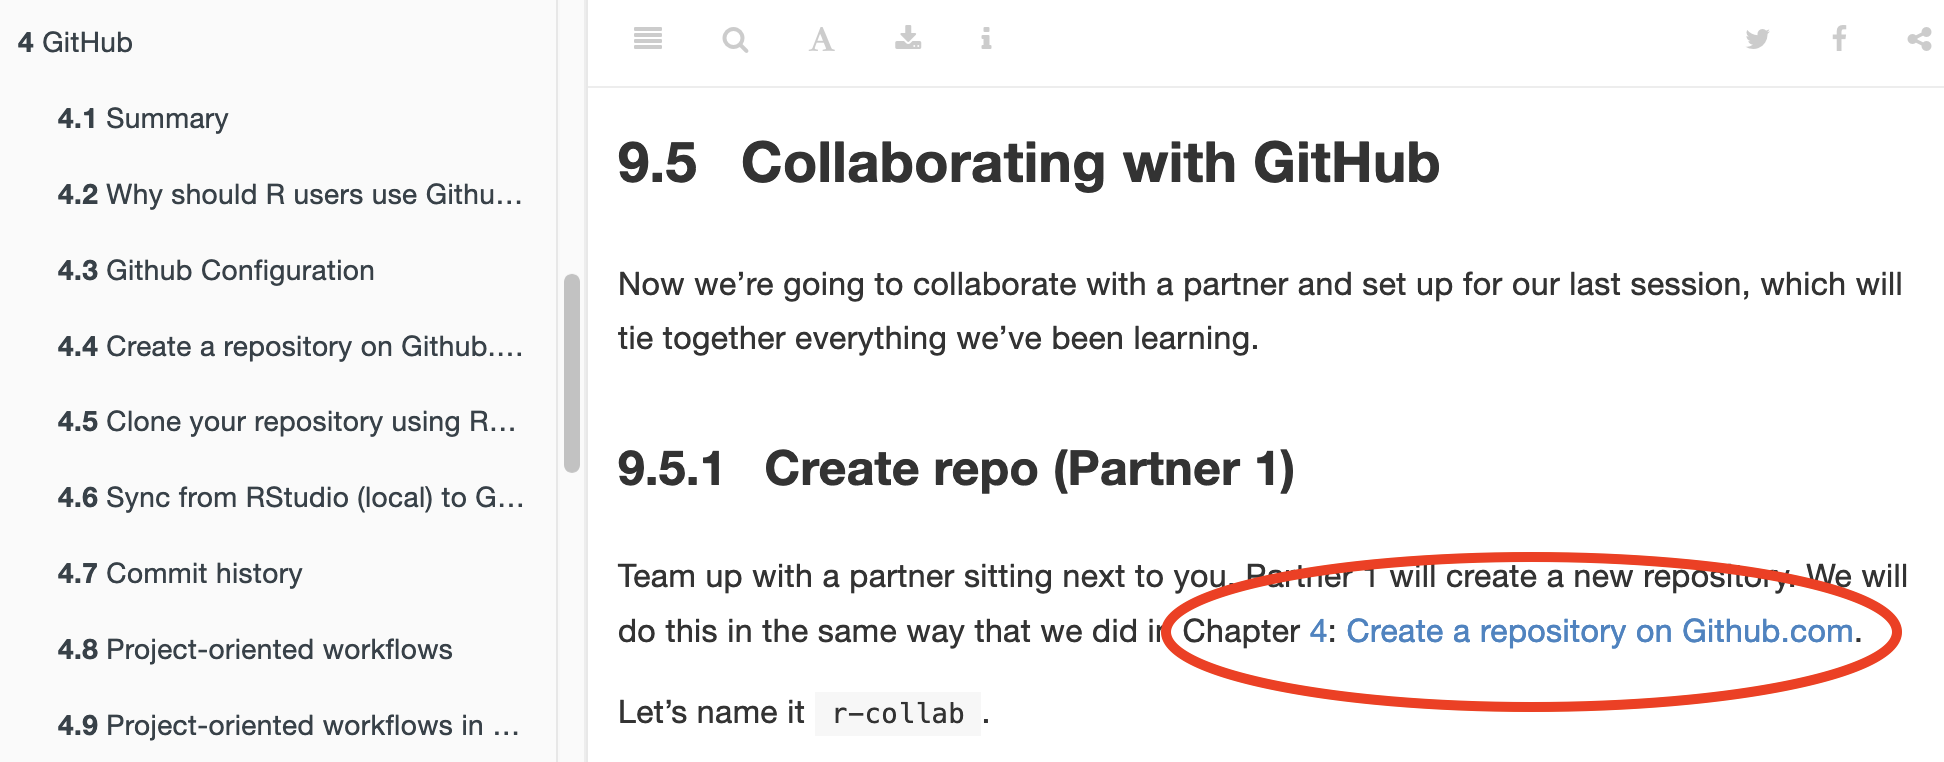 4 GitHub
4.1 Summary
4.2 Why should R users use Githu...
4.3 Github Configuration
4.4 Create a repository on Github....
4.5 Clone your repository using R...
4.6 Sync from RStudio (local) to G...
4.7 Commit history
4.8 Project-oriented workflows
4.9 Project-oriented workflows in ...
9.5 Collaborating with GitHub
Now we’re going to collaborate with a partner and set up for our last session, which will
tie together everything we’ve been learning.
9.5.1 Create repo (Partner 1)
Team up with a partner sitting next to you. Partner 1 will create a new repository. We will
do this in the same way that we did in Chapter 4: Create a repository on Github.com.
Let’s name it r-collab .